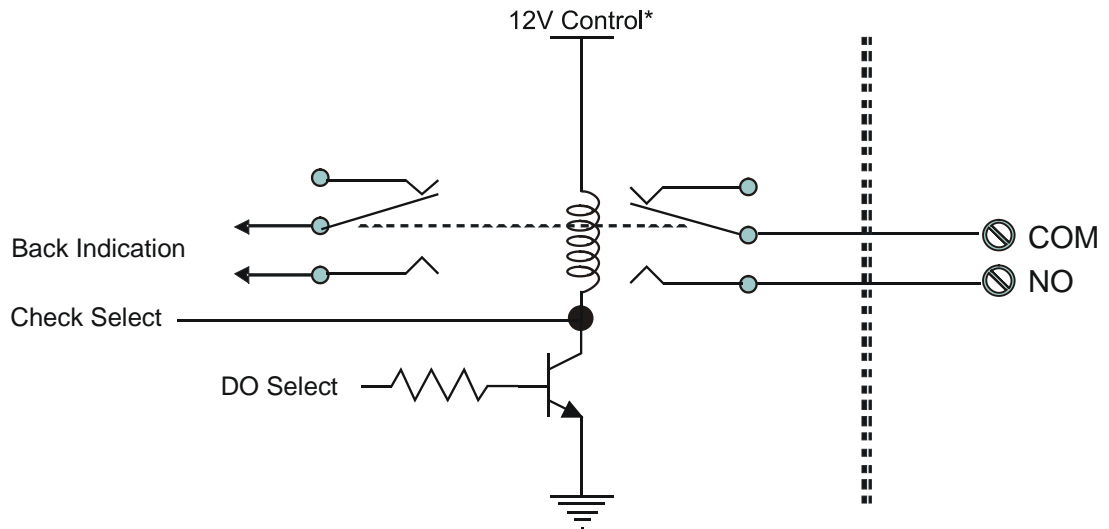 12V Control*
Back Indication
COM
NO
Check Select
DO Select